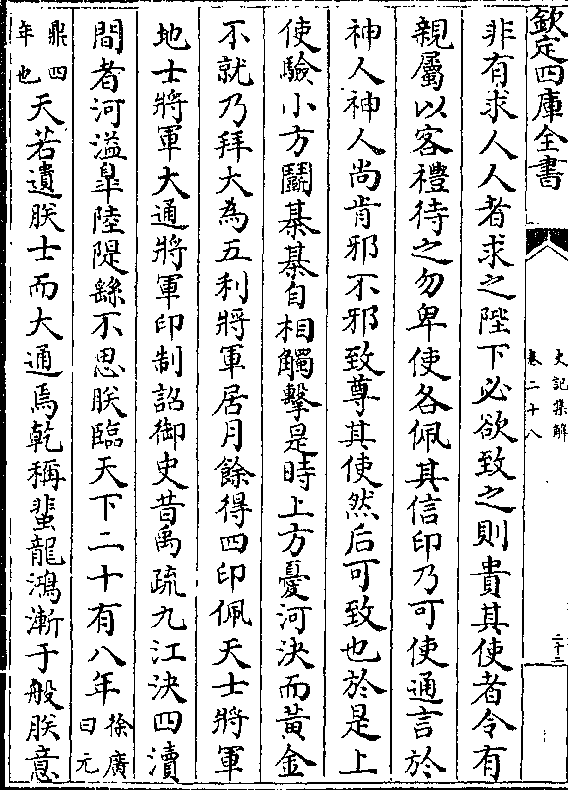 欽定四庫全書
史記集解
卷二十八
二十三
非有求人人者求之陛下必欲致之則貴其使者令有
親屬以客禮待之勿卑使各佩其信印乃可使通言於
神人神人尚肯邪不邪致尊其使然后可致也於是上
使驗小方鬭棊棊自相觸擊是時上方憂河決而黃金
不就乃拜大為五利將軍居月餘得四印佩天士將軍
地士將軍大通將軍印制詔御史昔禹疏九江決四瀆
間者河溢臯陸隄繇不息朕臨天下二十有八年徐廣曰元
鼎四年也天若遺朕士而大通焉乾稱蜚龍鴻漸于般朕意